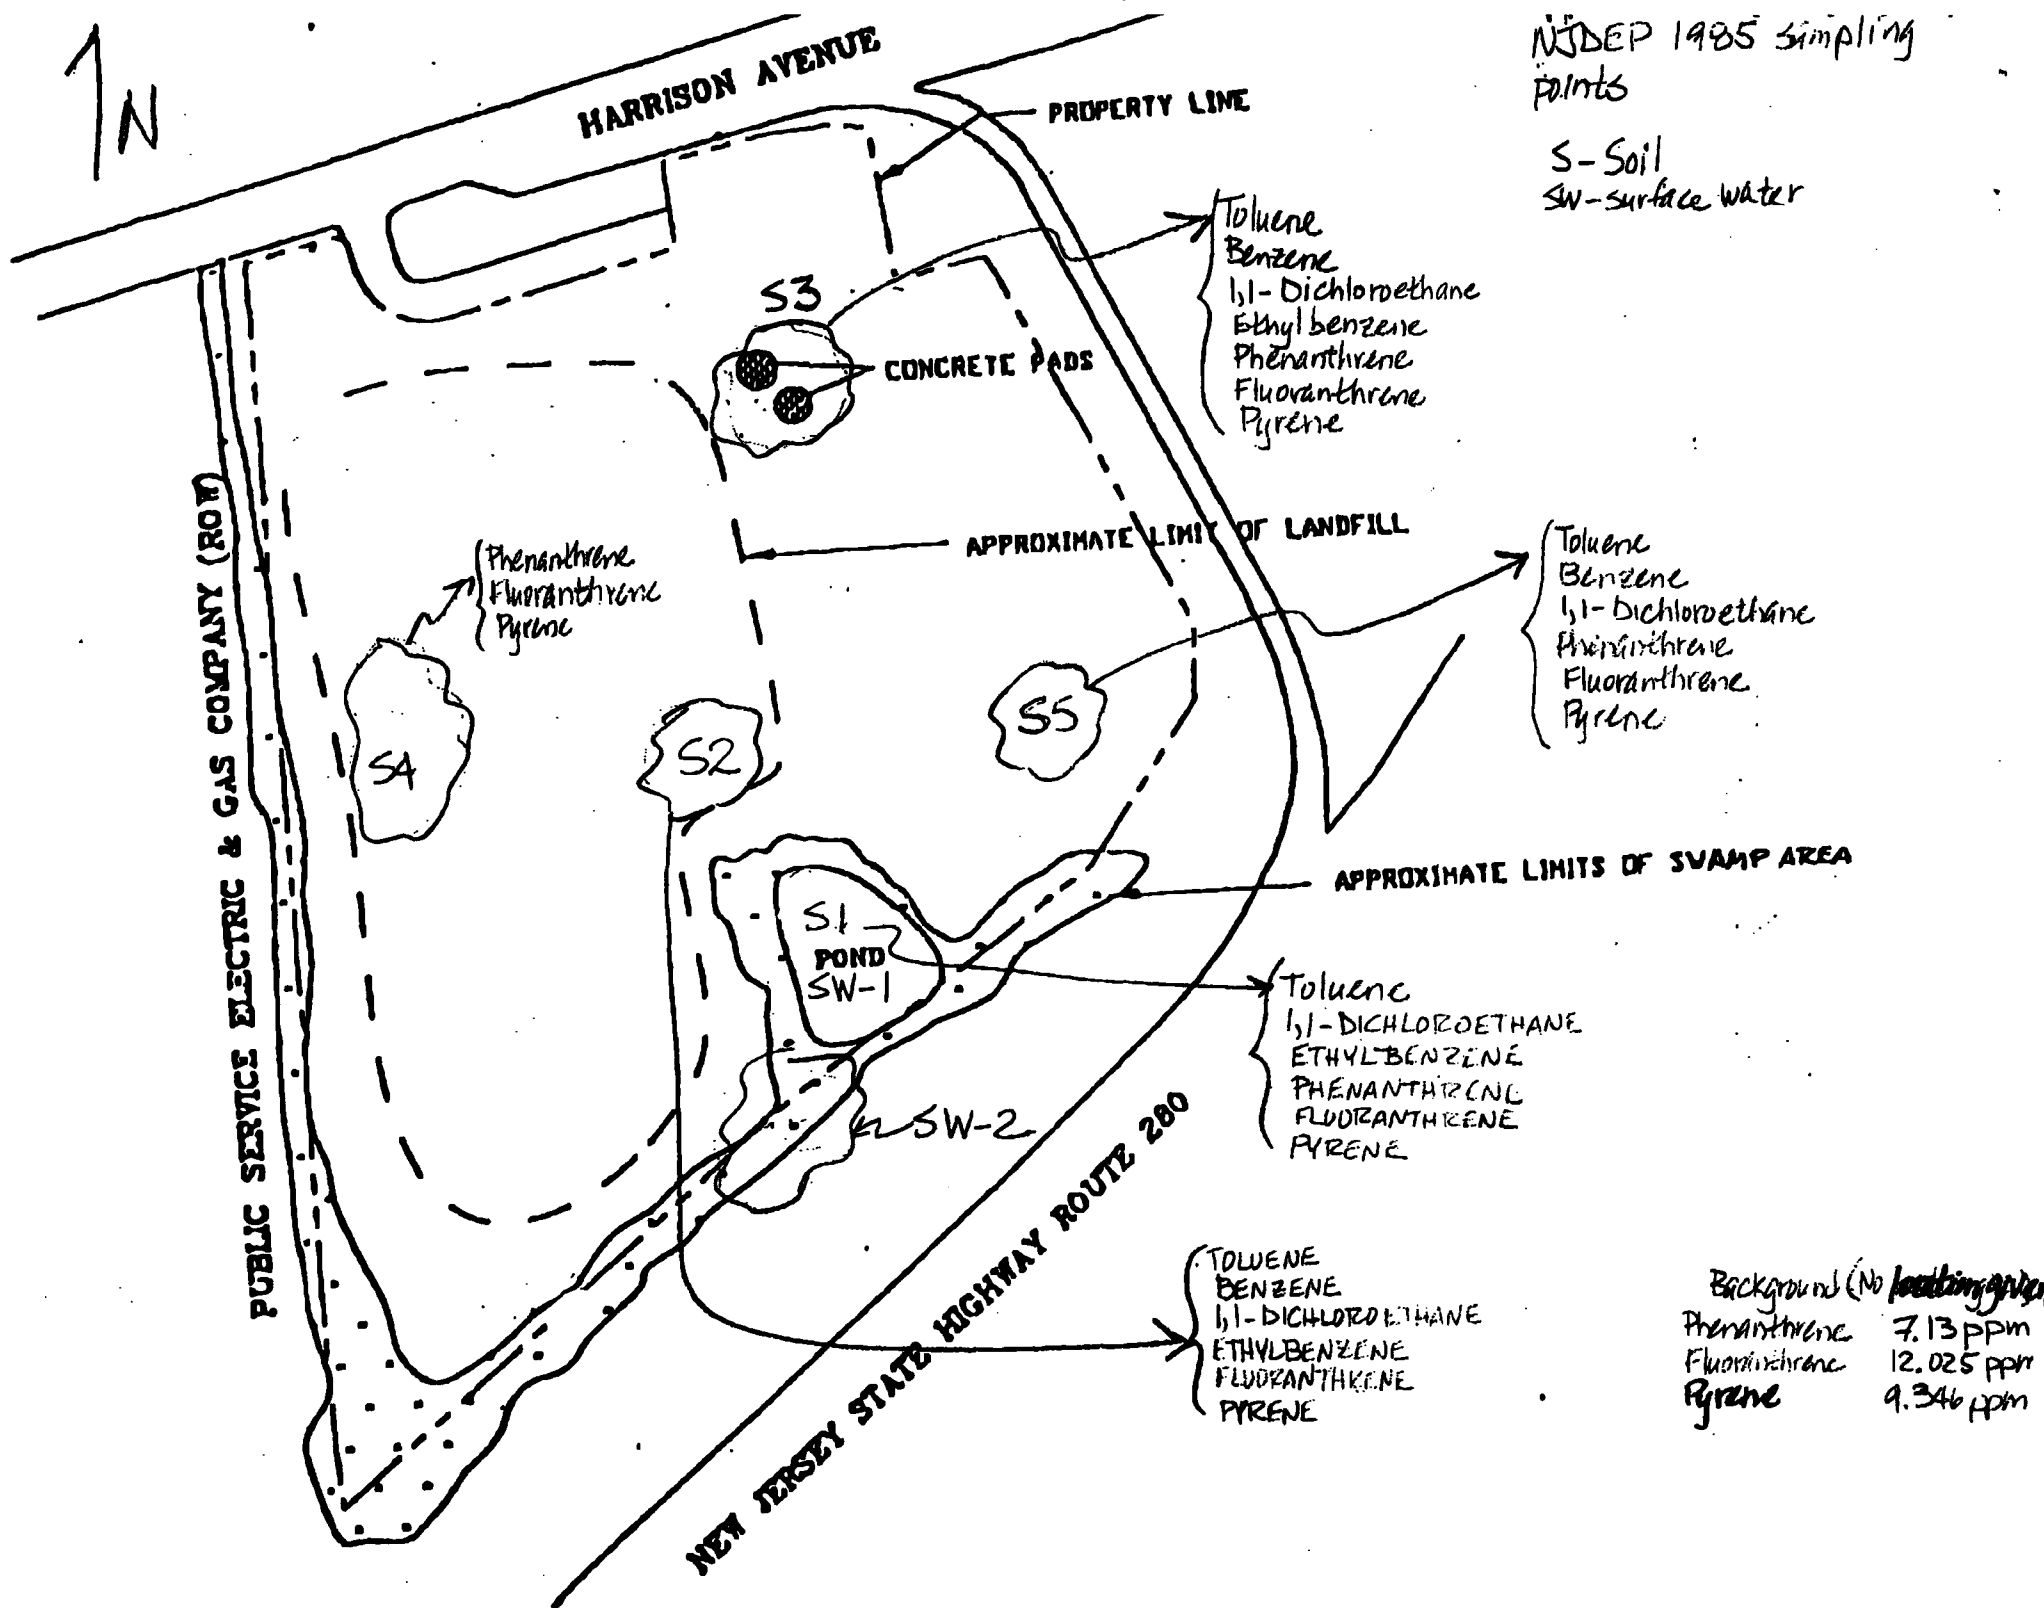 N
NJDEP 1985 sampling
points
S-Soil
SW-surface water
HARRISON AVENUE
PROPERTY LINE
Toluene
Benzene
1,1-Dichloroethane
Ethylbenzene
Phenanthrene
Fluoranthrene
Pyrene
S3
CONCRETE PADS
APPROXIMATE LIMIT OF LANDFILL
PUBLIC SERVICE ELECTRIC & GAS COMPANY (ROW)
Phenanthrene
Fluoranthrene
Pyrene
Toluene
Benzene
1,1-Dichloroethane
Phenanthrene
Fluoranthrene
Pyrene
S4
S2
S5
APPROXIMATE LIMITS OF SWAMP AREA
S1
POND
SW-1
Toluene
1,1-DICHLOROETHANE
ETHYLBENZENE
PHENANTHRENE
FLUORANTHRENE
PYRENE
SW-2
NEW JERSEY STATE HIGHWAY ROUTE 280
TOLUENE
BENZENE
1,1-DICHLOROETHANE
ETHYLBENZENE
FLUORANTHRENE
PYRENE
Background (No
Phenanthrene 7.13 ppm
Fluoranthrene 12.025 ppm
Pyrene 9.346 ppm